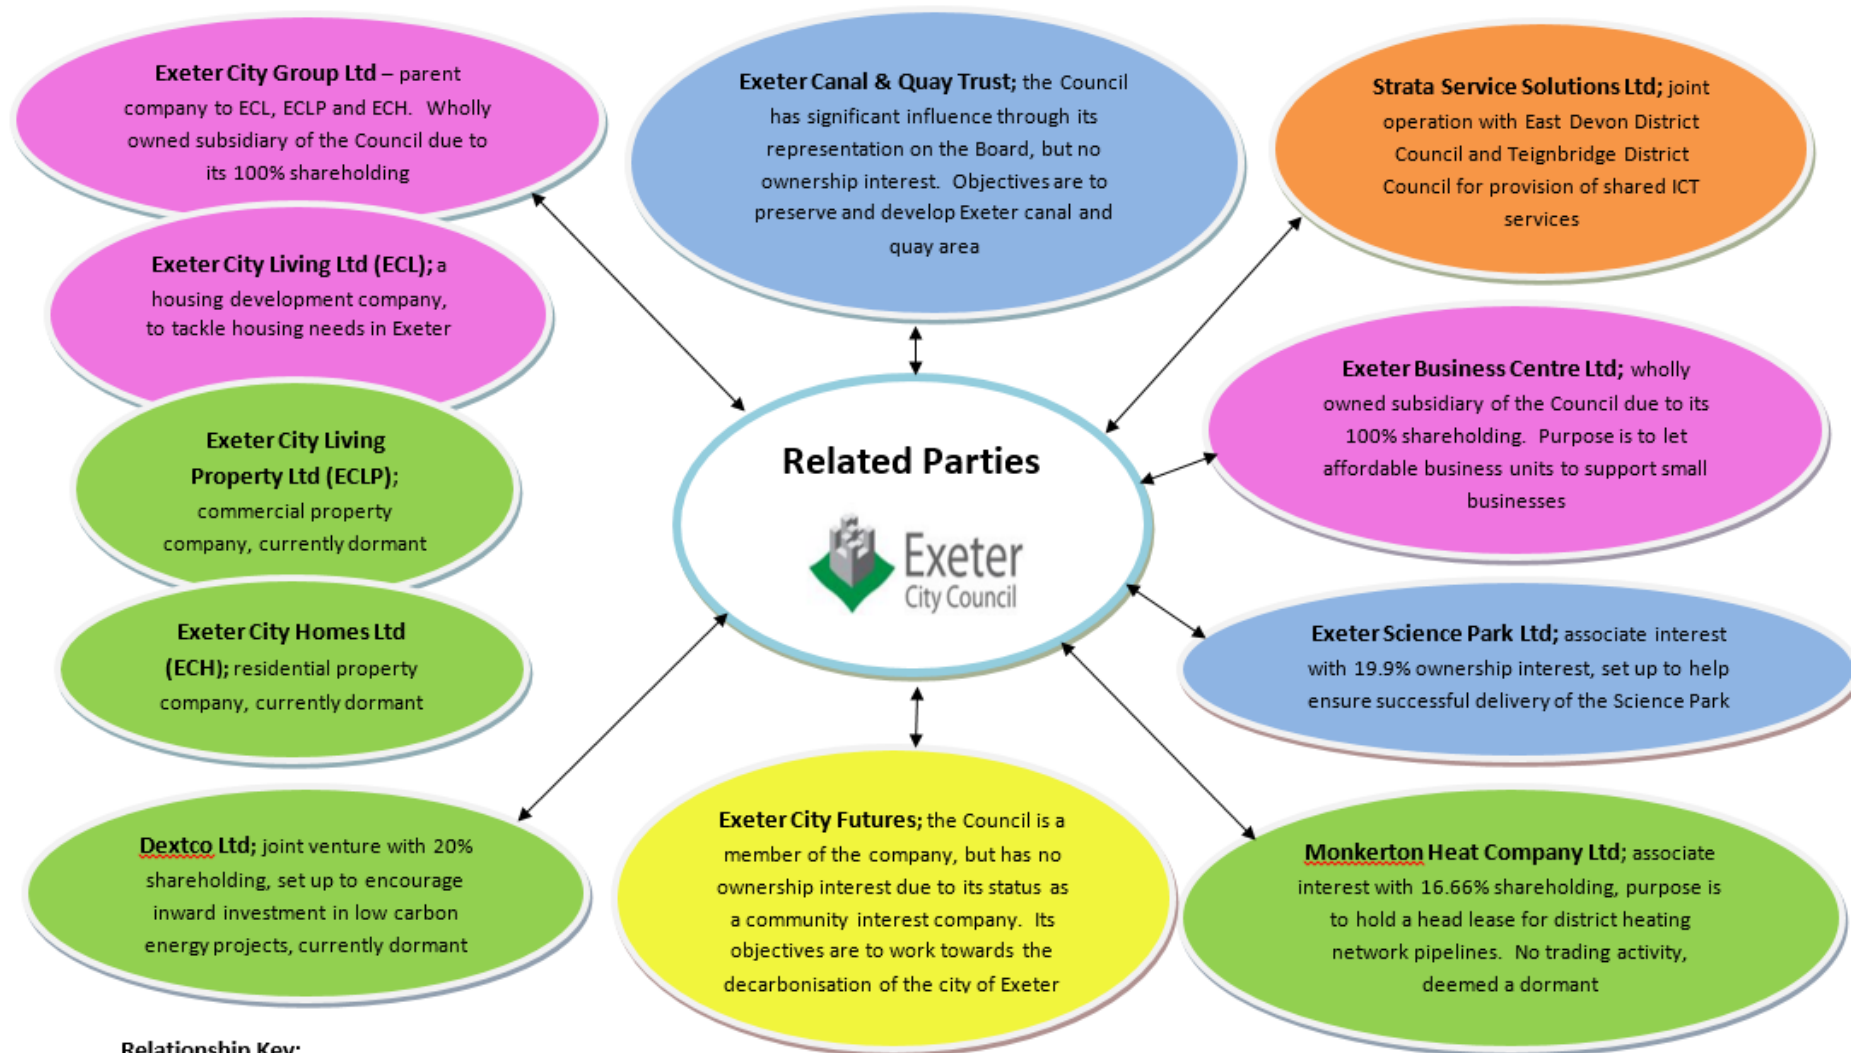 Exeter City Group Ltd – parent
company to ECL, ECLP and ECH. Wholly
owned subsidiary of the Council due to
its 100% shareholding
Exeter City Living Ltd (ECL); a
housing development company,
to tackle housing needs in Exeter
Exeter City Living
Property Ltd (ECLP);
commercial property
company, currently dormant
Exeter City Homes Ltd
(ECH); residential property
company, currently dormant
Dextco Ltd; joint venture with 20%
shareholding, set up to encourage
inward investment in low carbon
energy projects, currently dormant
Exeter Canal & Quay Trust; the Council
has significant influence through its
representation on the Board, but no
ownership interest. Objectives are to
preserve and develop Exeter canal and
quay area
Related Parties
Exeter
City Council
Exeter City Futures; the Council is a
member of the company, but has no
ownership interest due to its status as
a community interest company. Its
objectives are to work towards the
decarbonisation of the city of Exeter
Strata Service Solutions Ltd; joint
operation with East Devon District
Council and Teignbridge District
Council for provision of shared ICT
services
Exeter Business Centre Ltd; wholly
owned subsidiary of the Council due to its
100% shareholding. Purpose is to let
affordable business units to support small
businesses
Exeter Science Park Ltd; associate interest
with 19.9% ownership interest, set up to help
ensure successful delivery of the Science Park
Monkerton Heat Company Ltd; associate
interest with 16.66% shareholding, purpose is
to hold a head lease for district heating
network pipelines. No trading activity,
deemed a dormant
Relationship Key: